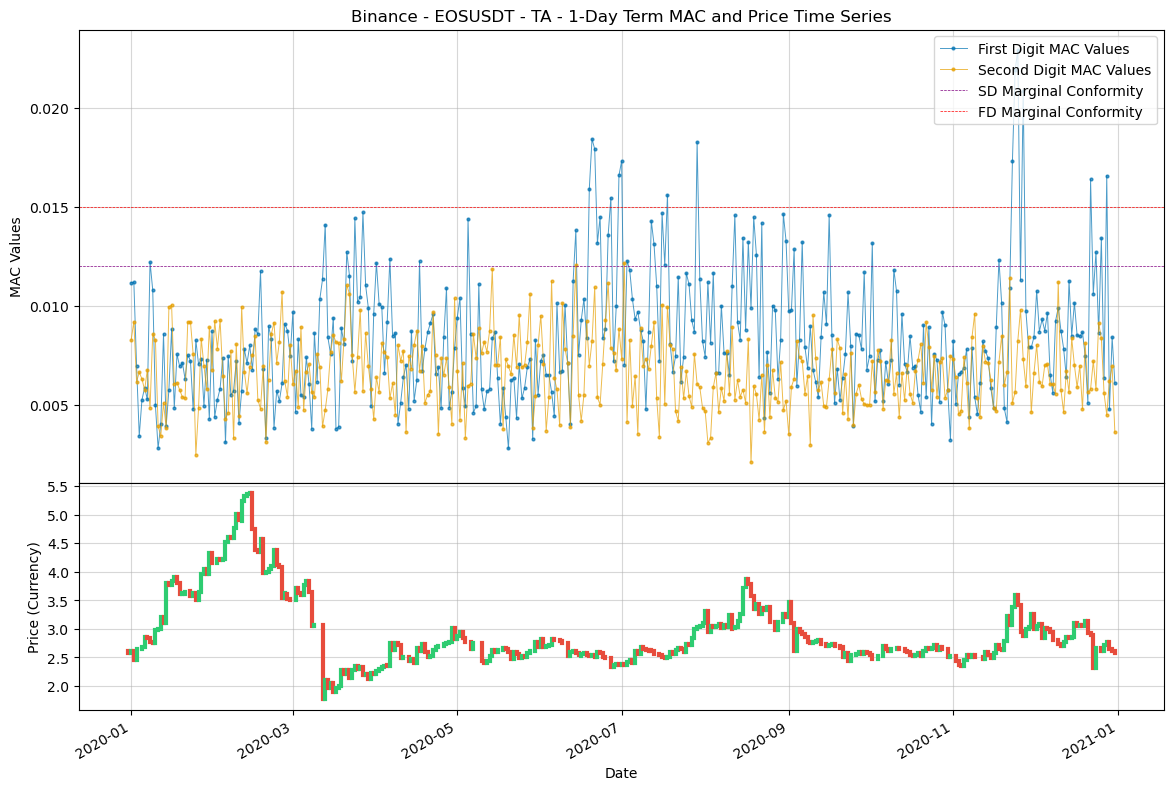 Binance - EOSUSDT - TA - 1-Day Term MAC and Price Time Series
First Digit MAC Values
Second Digit MAC Values
SD Marginal Conformity
FD Marginal Conformity
MAC Values
0.020
0.015
0.010
0.005
Price (Currency)
5.5
5.0
4.5
4.0
3.5
3.0
2.5
2.0
2020-01
2020-03
2020-05
2020-07
2020-09
2020-11
2021-01
Date